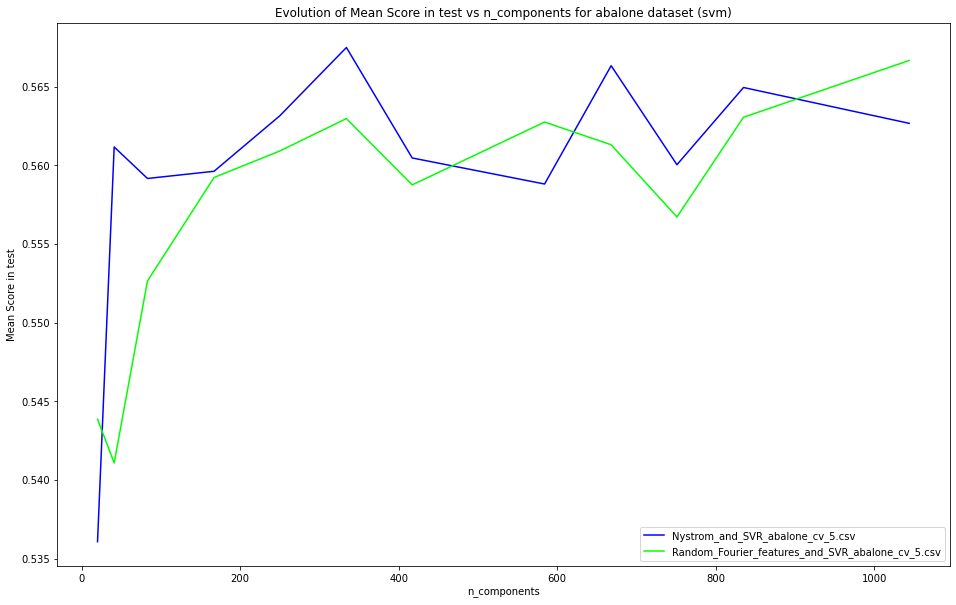 Evolution of Mean Score in test vs n_components for abalone dataset (svm)
Mean Score in test
0.565
0.560
0.555
0.550
0.545
0.540
0.535
0
200
400
600
800
1000
n_components
Nystrom_and_SVR_abalone_cv_5.csv
Random_Fourier_features_and_SVR_abalone_cv_5.csv